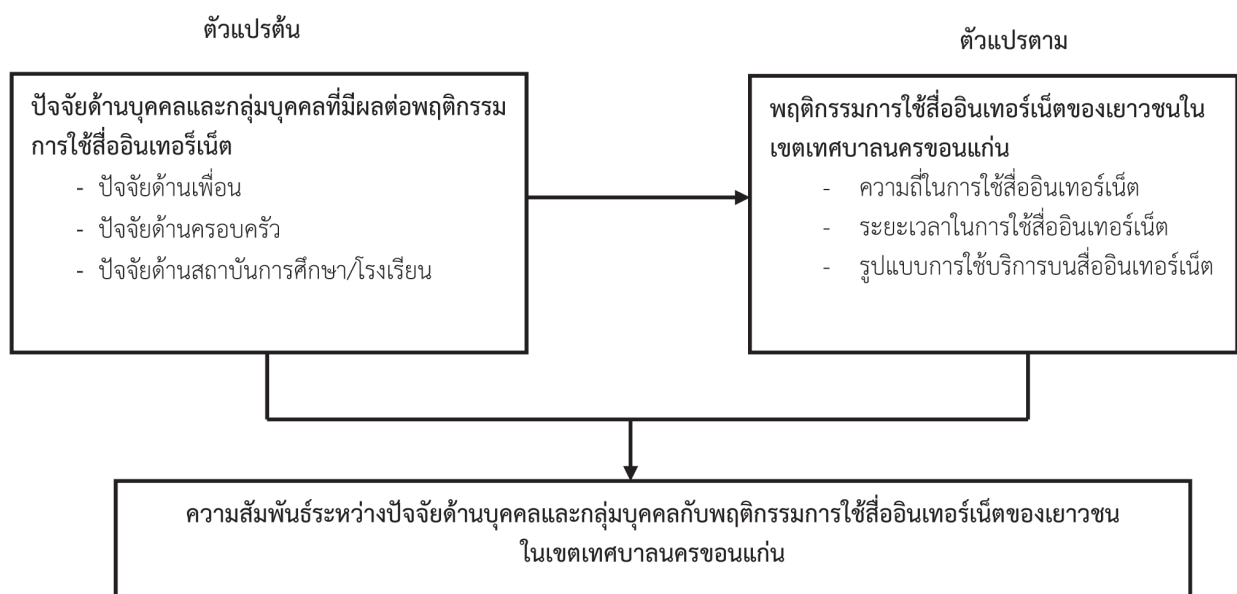 ตัวแปรต้น
ปัจจัยด้านบุคคลและกลุ่มบุคคลที่มีผลต่อพฤติกรรม
การใช้สื่ออินเทอร็เน็ต
- ปัจจัยด้านเพื่อน
- ปัจจัยด้านครอบครัว
- ปัจจัยด้านสถาบันการศึกษา/โรงเรียน
ตัวแปรตาม
พฤติกรรมการใช้สื่ออินเทอร์เน็ตของเยาวชนใน
เขตเทศบาลนครขอนแก่น
- ความถี่ในการใช้สื่ออินเทอร์เน็ต
- ระยะเวลาในการใช้สื่ออินเทอร์เน็ต
- รูปแบบการใช้บริการบนสื่ออินเทอร์เน็ต
ความสัมพันธ์ระหว่างปัจจัยด้านบุคคลและกลุ่มบุคคลกับพฤติกรรมการใช้สื่ออินเทอร์เน็ตของเยาวชน
ในเขตเทศบาลนครขอนแก่น